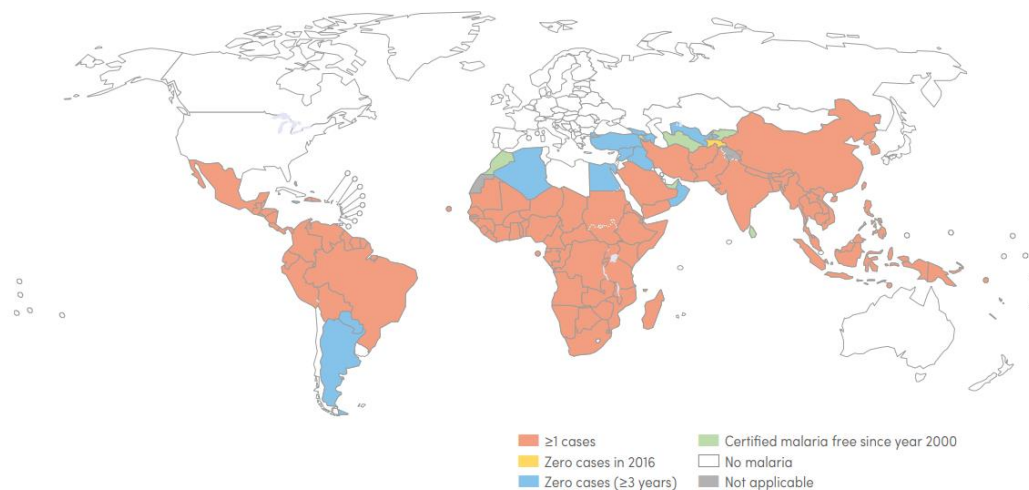 ≥1 cases
Zero cases in 2016
Zero cases (≥3 years)
Certified malaria free since year 2000
No malaria
Not applicable